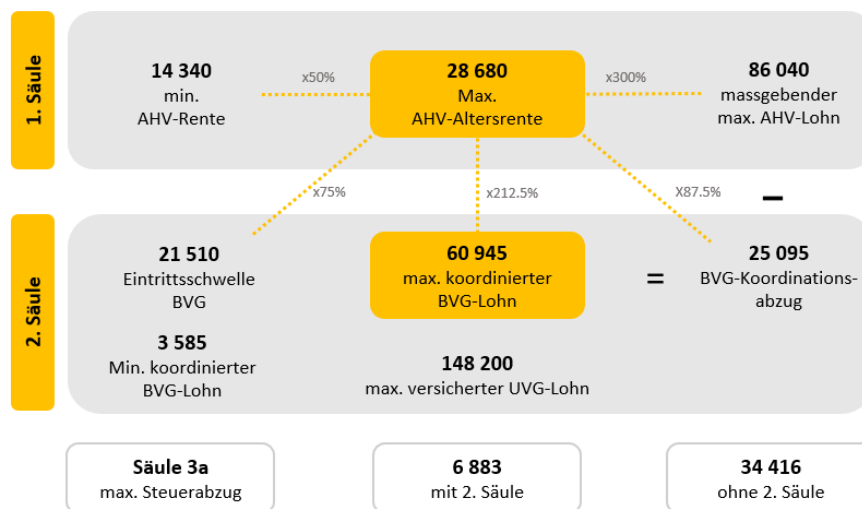 1. Säule
14 340
min.
AHV-Rente
x50%
28 680
Max.
AHV-Altersrente
x300%
86 040
massgebender
max. AHV-Lohn
x75%
x212.5%
X87.5%
–
2. Säule
21 510
Eintrittsschwelle
BVG
60 945
max. koordinierter
BVG-Lohn
=
25 095
BVG-Koordinations-
abzug
3 585
Min. koordinierter
BVG-Lohn
148 200
max. versicherter UVG-Lohn
Säule 3a
max. Steuerabzug
6 883
mit 2. Säule
34 416
ohne 2. Säule